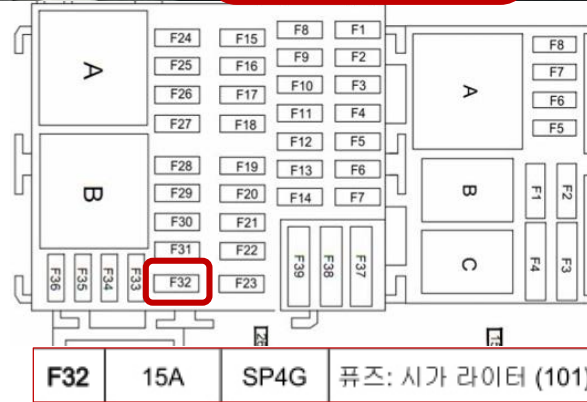 F24 F15 F8 F1
F25 F16 F9 F2
F26 F17 F10 F3
F27 F18 F11 F4
F12 F5
F28 F19 F13 F6
F29 F20 F14 F7
F30 F21
F31 F22
F32 F23
A
B
F36 F35 F34 F33
F39 F38 F37
A
B
C
F8
F7
F6
F5
F1 F2
F4 F3
F32 15A SP4G 퓨즈: 시가 라이터 (101)